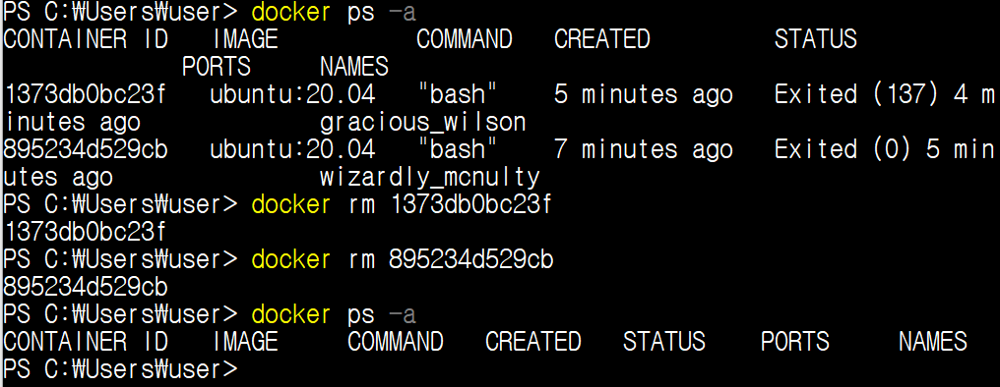 PS C:₩Users₩user> docker ps -a
CONTAINER ID   IMAGE          COMMAND   CREATED         STATUS
             PORTS     NAMES
1373db0bc23f   ubuntu:20.04   "bash"    5 minutes ago   Exited (137) 4 m
inutes ago             gracious_wilson
895234d529cb   ubuntu:20.04   "bash"    7 minutes ago   Exited (0) 5 min
utes ago               wizardly_mcnulty
PS C:₩Users₩user> docker rm 1373db0bc23f
1373db0bc23f
PS C:₩Users₩user> docker rm 895234d529cb
895234d529cb
PS C:₩Users₩user> docker ps -a
CONTAINER ID   IMAGE     COMMAND   CREATED   STATUS    PORTS     NAMES
PS C:₩Users₩user>